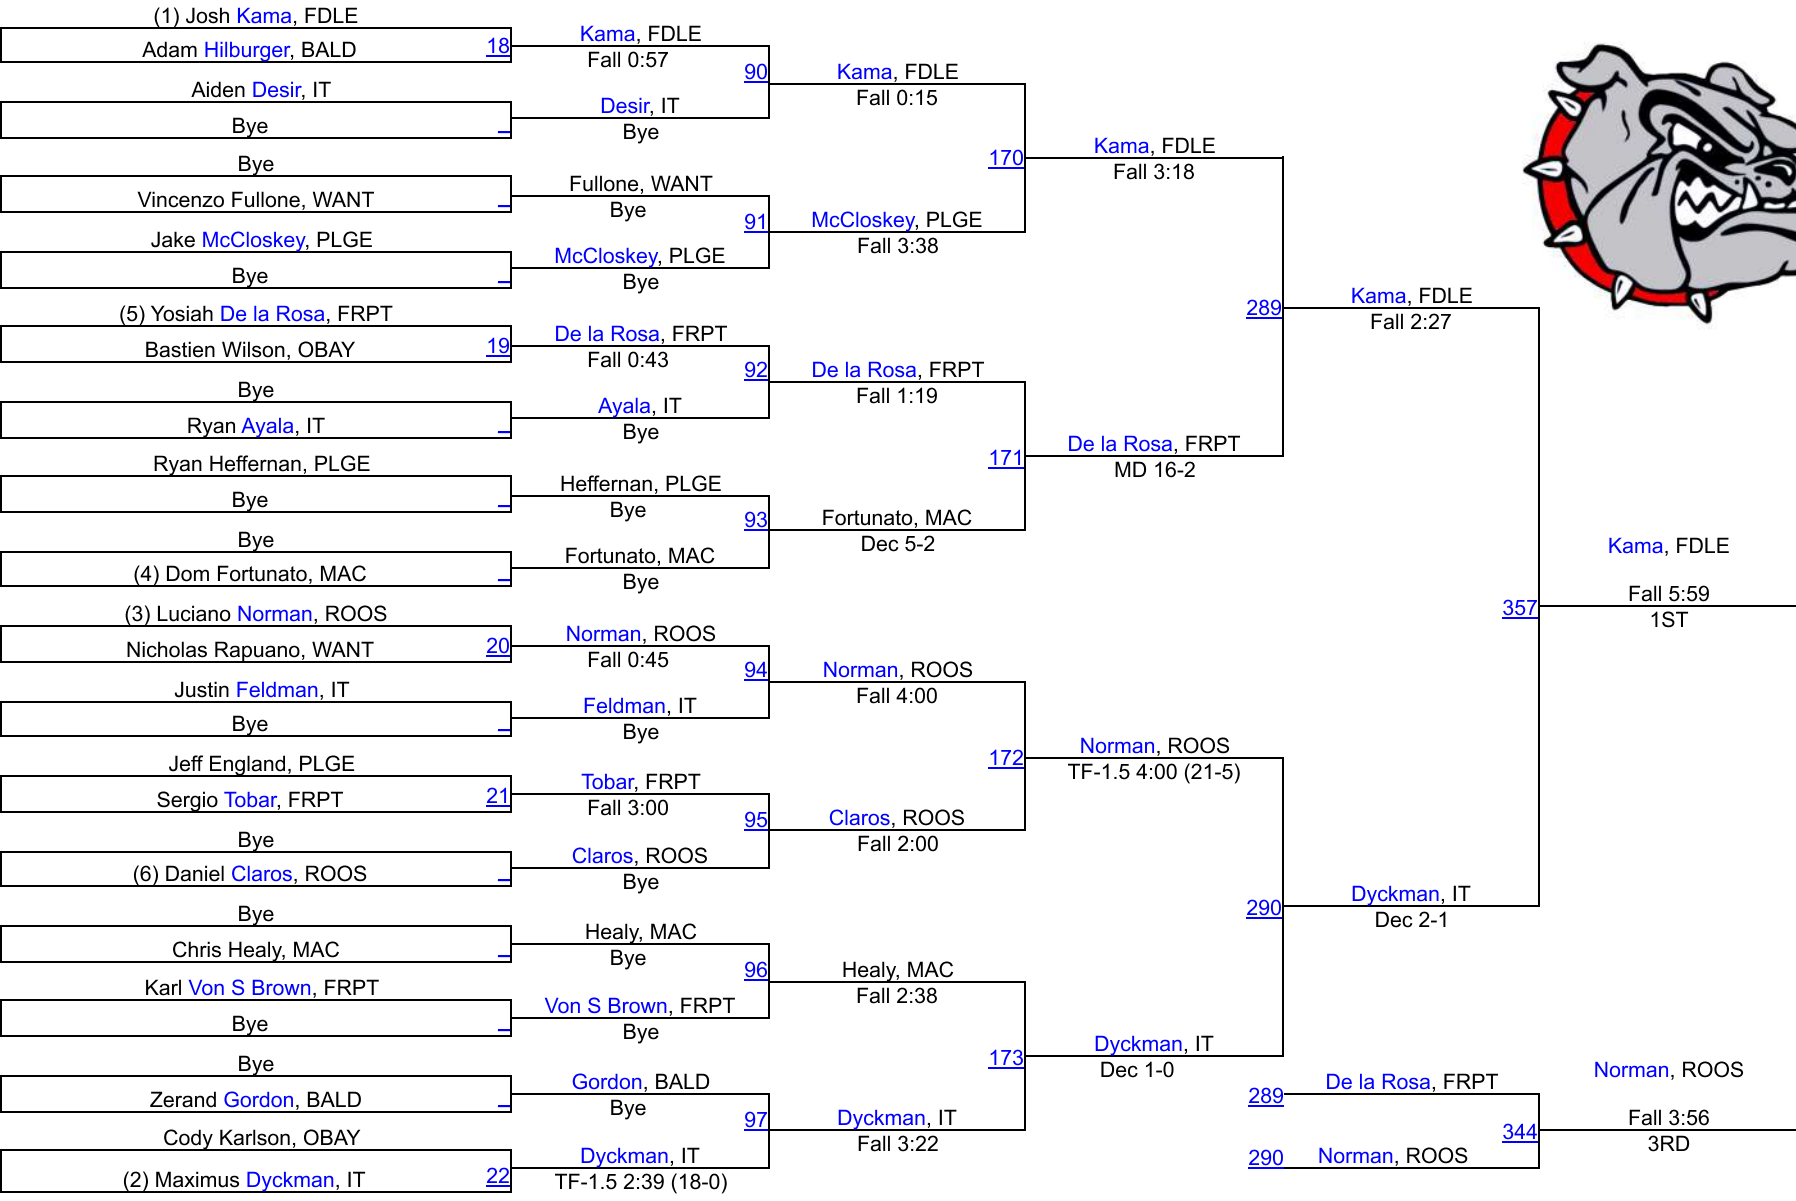 (1) Josh Kama, FDLE
Adam Hilburger, BALD 18
Aiden Desir, IT
Bye
Bye
Vincenzo Fullone, WANT
Jake McCloskey, PLGE
Bye
(5) Yosiah De la Rosa, FRPT
Bastien Wilson, OBAY 19
Bye
Ryan Ayala, IT
Ryan Heffernan, PLGE
Bye
Bye
(4) Dom Fortunato, MAC
(3) Luciano Norman, ROOS
Nicholas Rapuano, WANT 20
Justin Feldman, IT
Bye
Jeff England, PLGE
Sergio Tobar, FRPT 21
Bye
(6) Daniel Claros, ROOS
Bye
Chris Healy, MAC
Karl Von S Brown, FRPT
Bye
Bye
Zerand Gordon, BALD
Cody Karlson, OBAY
(2) Maximus Dyckman, IT 22
Kama, FDLE
Fall 0:57
90
Desir, IT
Bye
Fullone, WANT
Bye
91
McCloskey, PLGE
Bye
De la Rosa, FRPT
Fall 0:43
92
Ayala, IT
Bye
Heffernan, PLGE
Bye
93
Fortunato, MAC
Bye
Norman, ROOS
Fall 0:45
94
Feldman, IT
Bye
Tobar, FRPT
Fall 3:00
95
Claros, ROOS
Bye
Healy, MAC
Bye
96
Von S Brown, FRPT
Bye
Gordon, BALD
Bye
97
Dyckman, IT
TF-1.5 2:39 (18-0)
Kama, FDLE
Fall 0:15
170
McCloskey, PLGE
Fall 3:38
De la Rosa, FRPT
Fall 1:19
171
Fortunato, MAC
Dec 5-2
Norman, ROOS
Fall 4:00
172
Claros, ROOS
Fall 2:00
Healy, MAC
Fall 2:38
173
Dyckman, IT
Fall 3:22
Kama, FDLE
Fall 3:18
289
De la Rosa, FRPT
MD 16-2
Norman, ROOS
TF-1.5 4:00 (21-5)
290
Dyckman, IT
Dec 1-0
Kama, FDLE
Fall 2:27
357
Dyckman, IT
Dec 2-1
Kama, FDLE
Fall 5:59
1ST
289 De la Rosa, FRPT
344
290 Norman, ROOS
Norman, ROOS
Fall 3:56
3RD